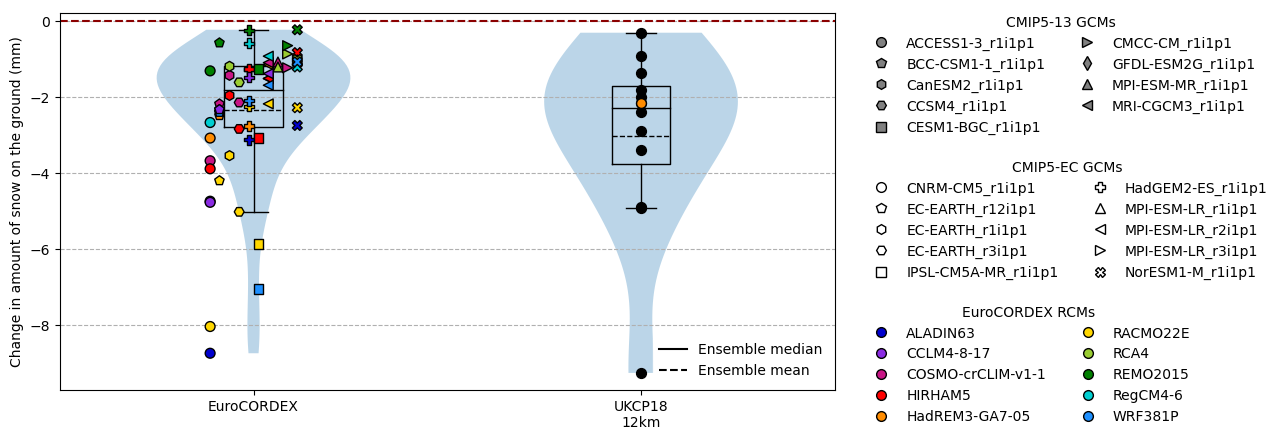 Change in amount of snow on the ground (mm)
0
−2
−4
−6
−8
EuroCORDEX
UKCP18
12km
Ensemble median
Ensemble mean
CMIP5-13 GCMs
ACCESS1-3_r1i1p1
BCC-CSM1-1_r1i1p1
CanESM2_r1i1p1
CCSM4_r1i1p1
CESM1-BGC_r1i1p1
CMCC-CM_r1i1p1
GFDL-ESM2G_r1i1p1
MPI-ESM-MR_r1i1p1
MRI-CGCM3_r1i1p1
CMIP5-EC GCMs
CNRM-CM5_r1i1p1
EC-EARTH_r12i1p1
EC-EARTH_r1i1p1
EC-EARTH_r3i1p1
IPSL-CM5A-MR_r1i1p1
HadGEM2-ES_r1i1p1
MPI-ESM-LR_r1i1p1
MPI-ESM-LR_r2i1p1
MPI-ESM-LR_r3i1p1
NorESM1-M_r1i1p1
EuroCORDEX RCMs
ALADIN63
CCLM4-8-17
COSMO-crCLIM-v1-1
HIRHAM5
HadREM3-GA7-05
RACMO22E
RCA4
REMO2015
RegCM4-6
WRF381P